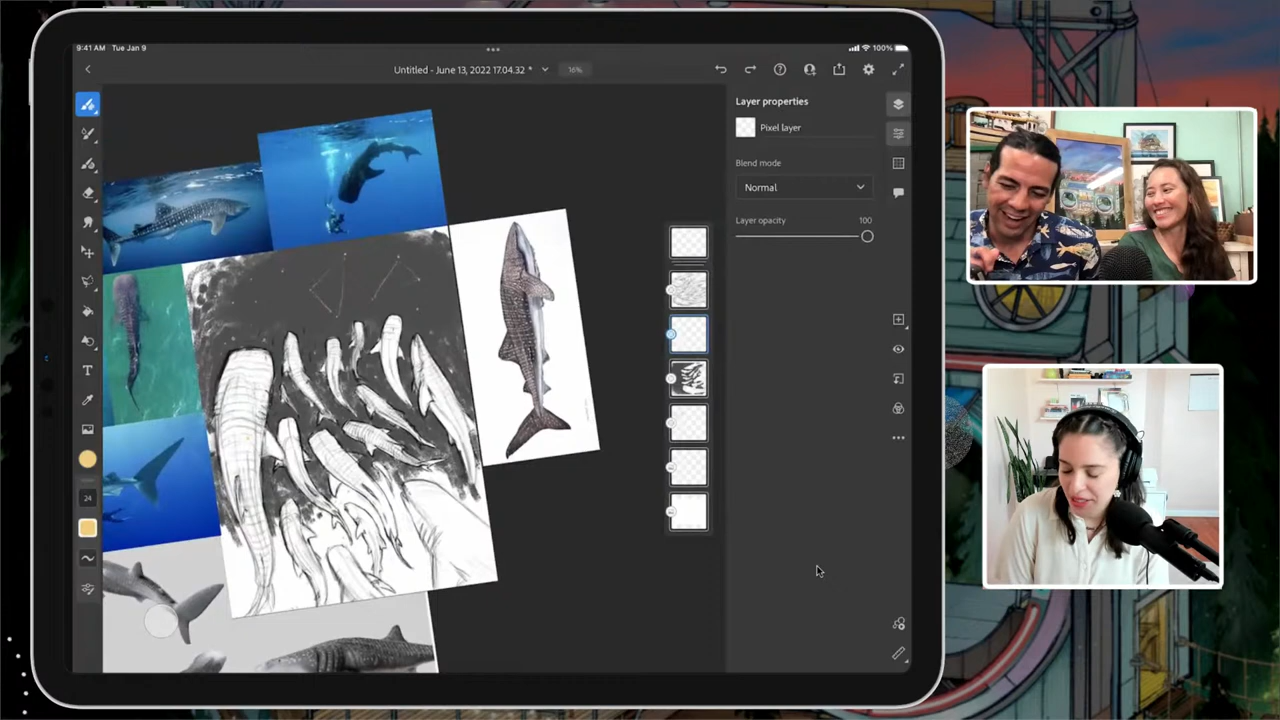 9:41 AM Tue Jan 9
100%
Untitled - June 13, 2022 17.04.32 *
16%
Layer properties
Pixel layer
Blend mode
Normal
Layer opacity 100
T
24